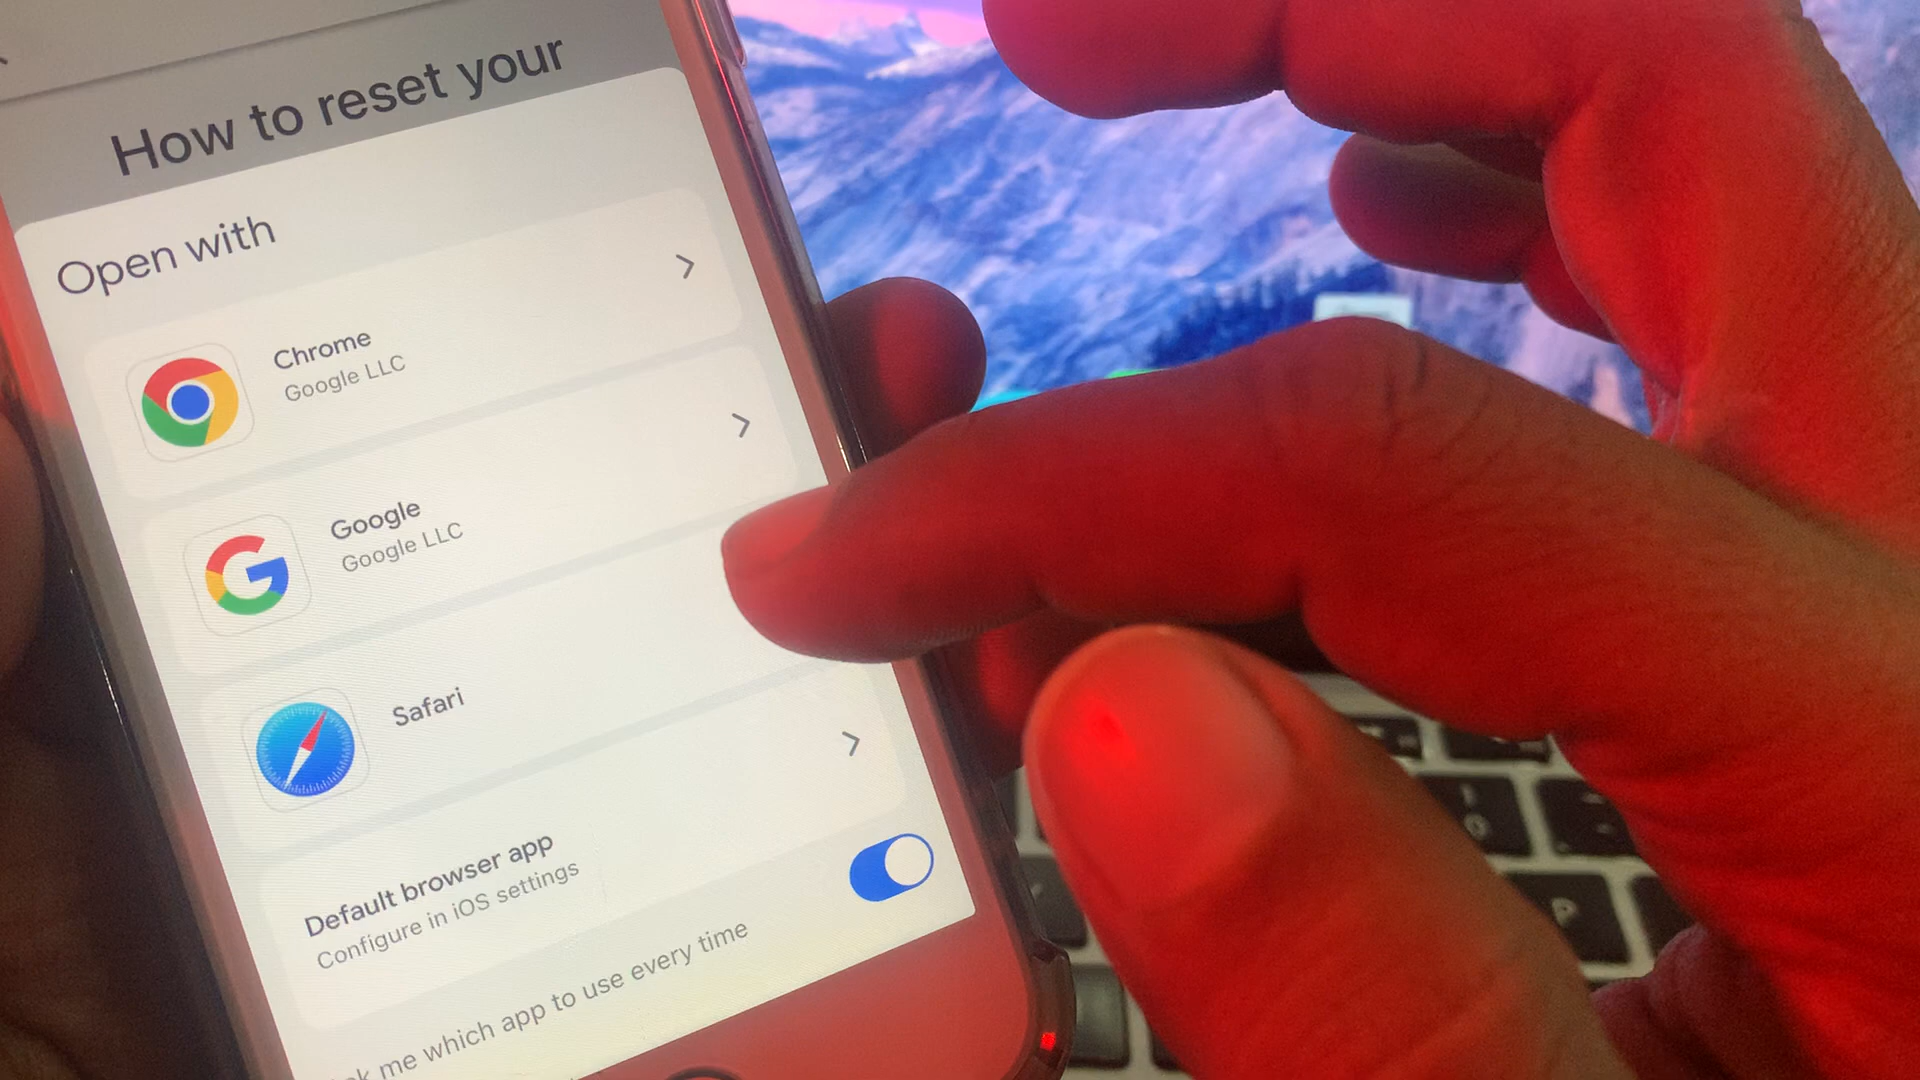 How to reset your
Open with
Chrome
Google LLC
Google
Google LLC
Safari
Default browser app
Configure in iOS settings
me which app to use every time
P